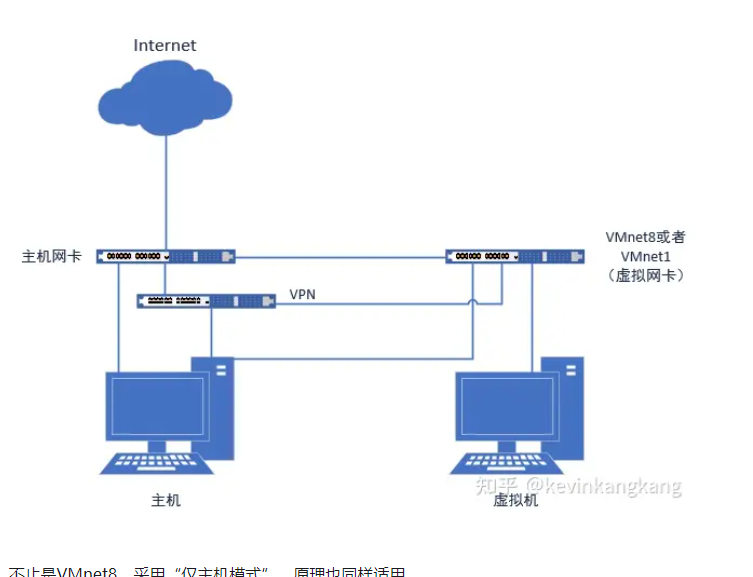 Internet
主机网卡
VMnet8或者
VMnet1
（虚拟网卡）
VPN
知乎 @kevinkangkang
主机
虚拟机
不止是VMnet8，采用“仅主机模式”，原理也同样适用